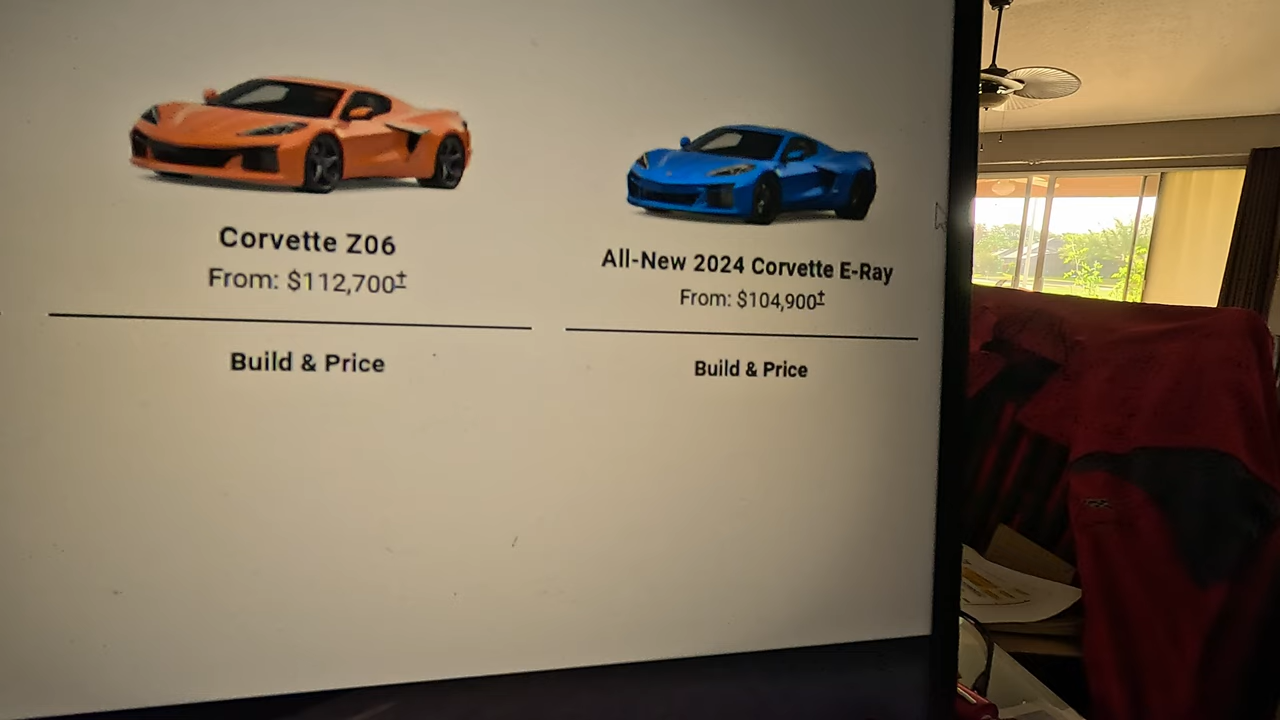 Corvette Z06
From: $112,700‡
Build & Price
All-New 2024 Corvette E-Ray
From: $104,900‡
Build & Price